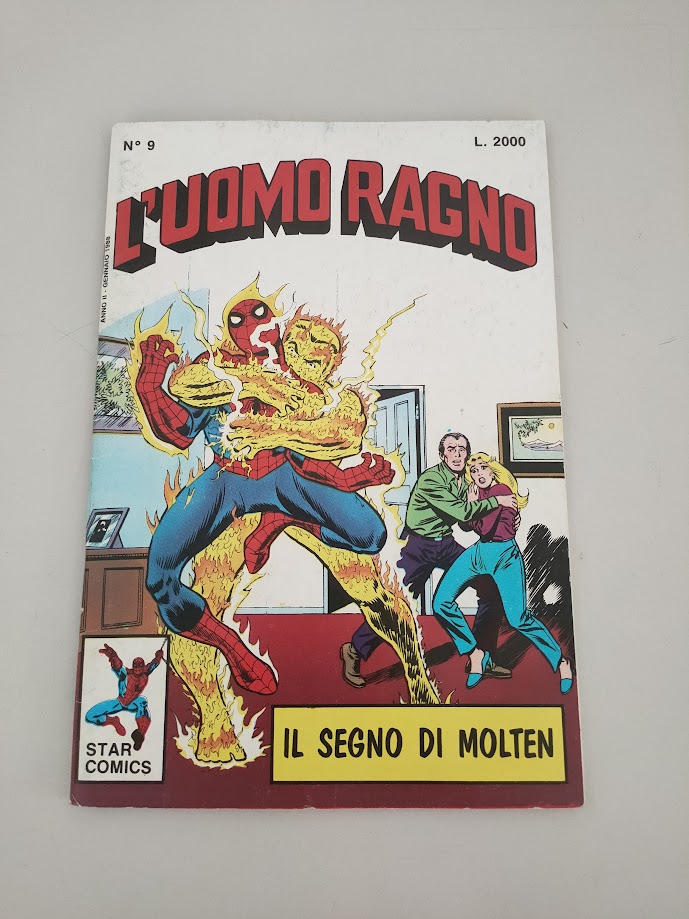 N° 9
L. 2000
L'UOMO RAGNO
ANNO II - GENNAIO 1988
STAR
COMICS
IL SEGNO DI MOLTEN